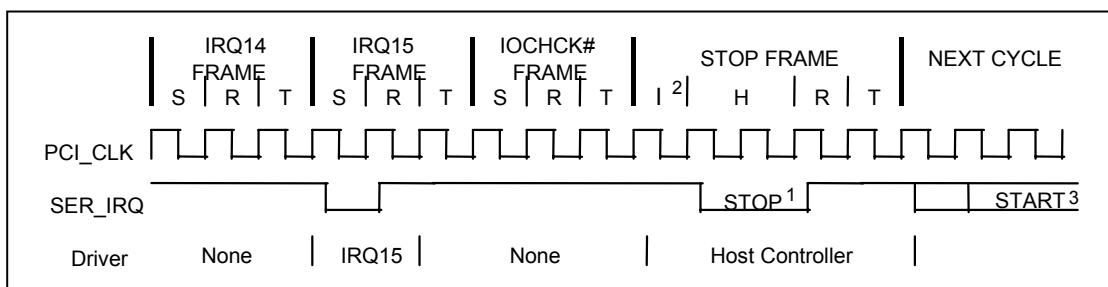 IRQ14 IRQ15 IOCHCK#
FRAME FRAME FRAME STOP FRAME NEXT CYCLE
S R T S R T S R T I 2 H R T
PCI_CLK
SER_IRQ STOP 1 START 3
Driver None IRQ15 None Host Controller